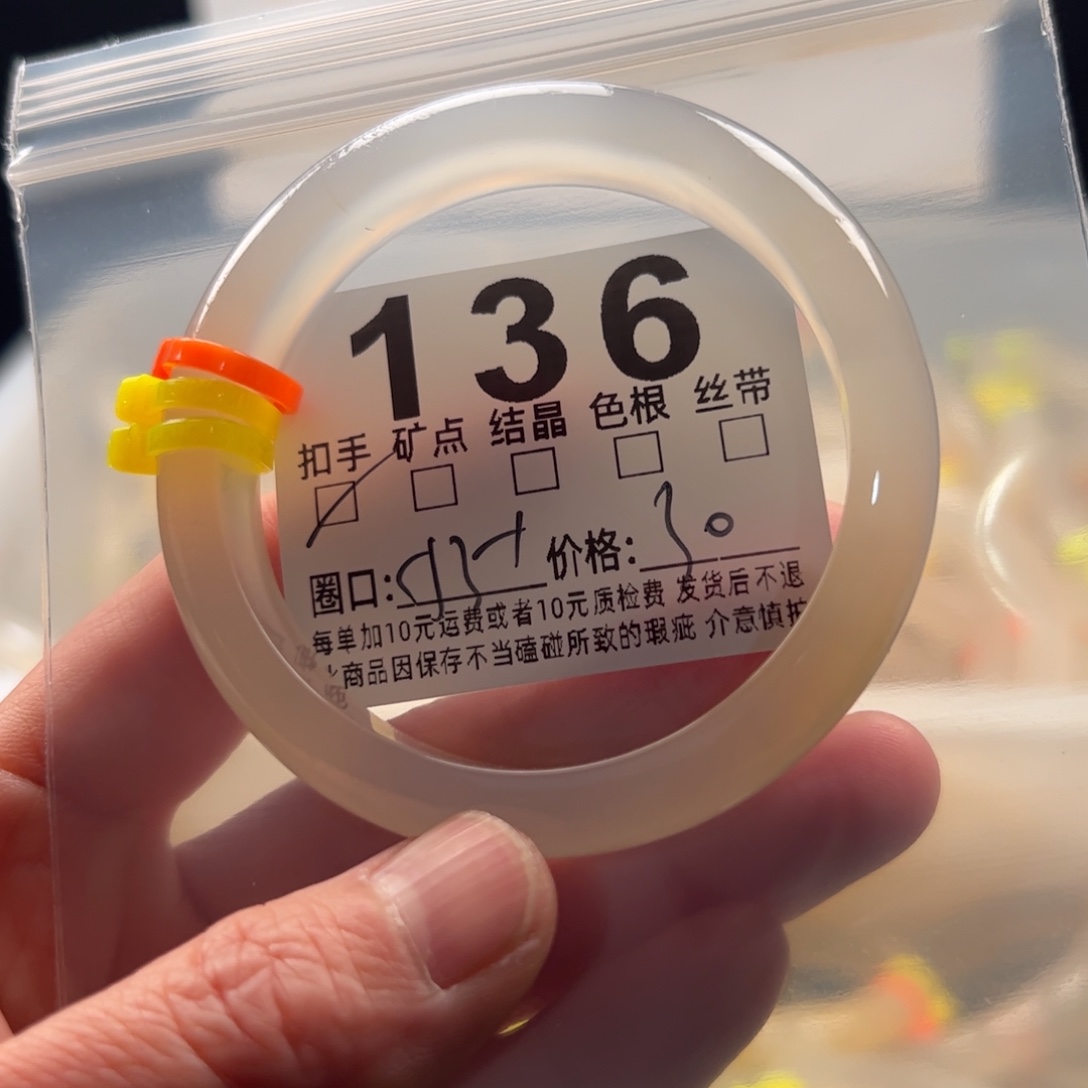 136
扣手 矿点 结晶 色根 丝带
圈口: 价格:
每单加10元运费或者10元质检费 发货后不退
商品因保存不当磕碰所致的瑕疵 介意慎拍